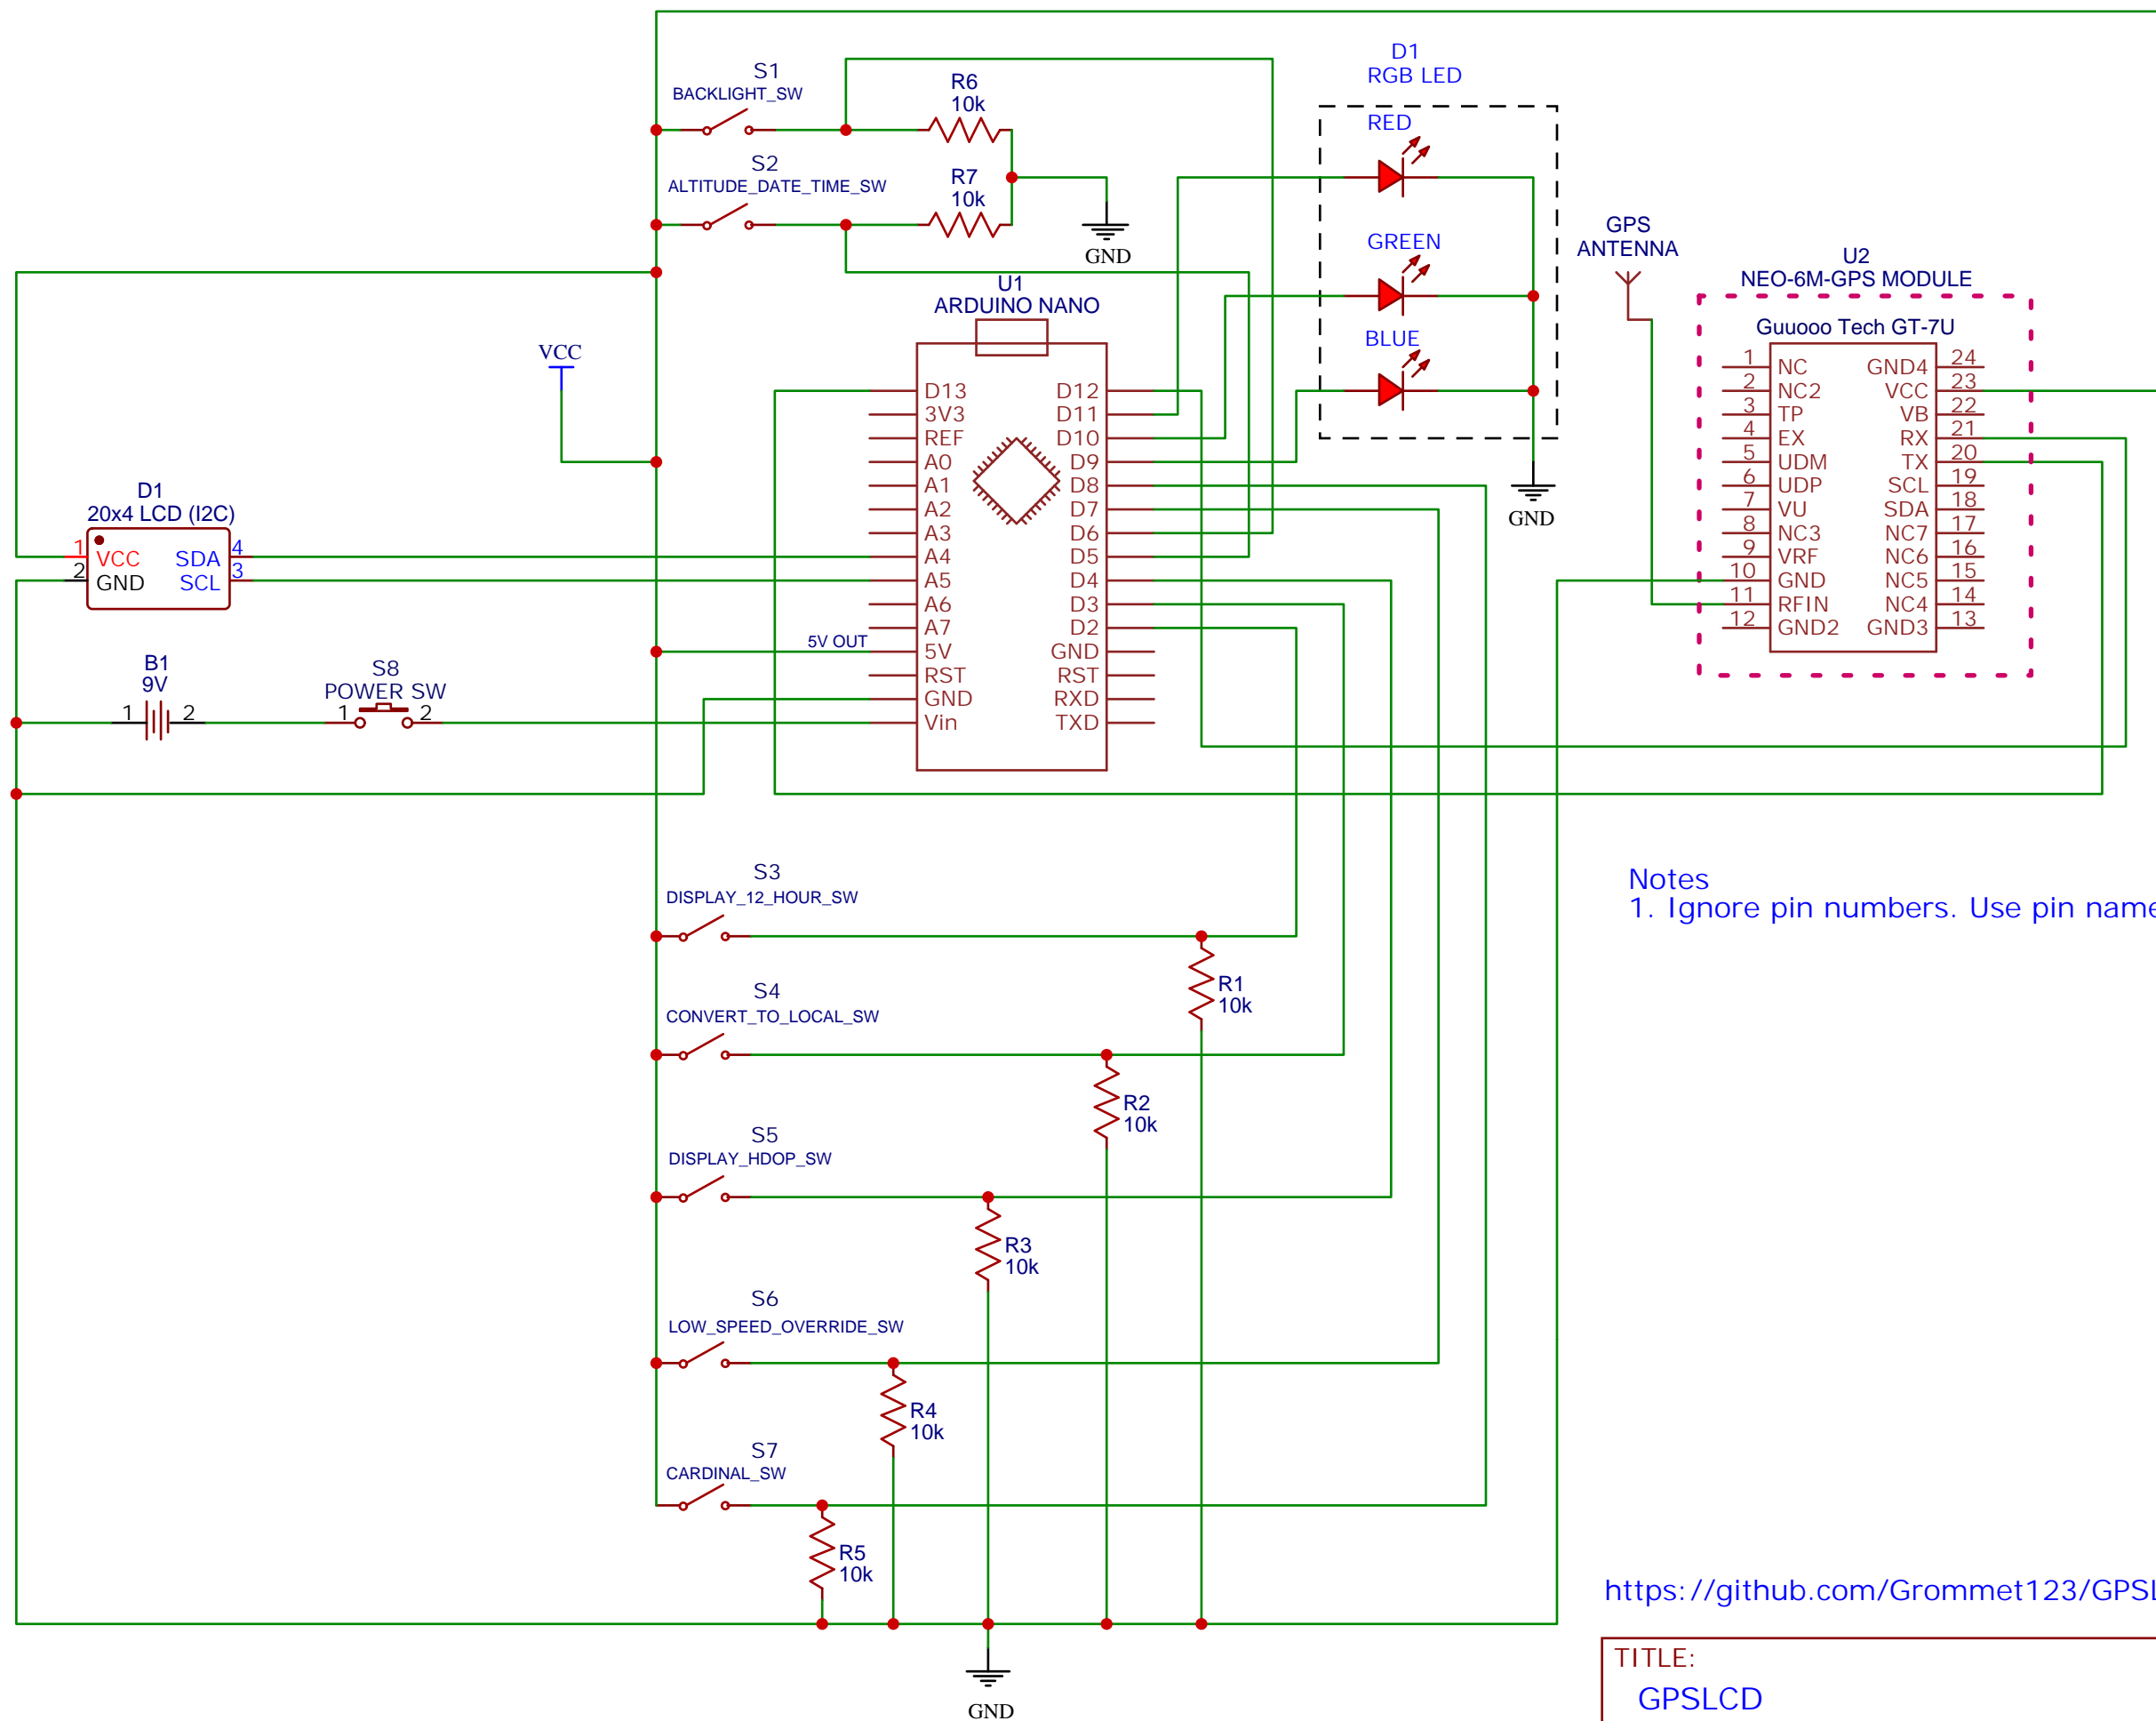 S1
BACKLIGHT_SW
R6
10k
S2
ALTITUDE_DATE_TIME_SW
R7
10k
GND
D1
RGB LED
RED
GREEN
BLUE
GND
GPS
ANTENNA
U2
NEO-6M-GPS MODULE
Guuooo Tech GT-7U
1 NC GND4 24
2 NC2 VCC 23
3 TP VB 22
4 EX RX 21
5 UDM TX 20
6 UDP SCL 19
7 VU SDA 18
8 NC3 NC7 17
9 VRF NC6 16
10 GND NC5 15
11 RFIN NC4 14
12 GND2 GND3 13
U1
ARDUINO NANO
D13 D12
3V3 D11
REF D10
A0 D9
A1 D8
A2 D7
A3 D6
A4 D5
A5 D4
A6 D3
A7 D2
5V OUT 5V GND
RST RST
GND RXD
Vin TXD
VCC
D1
20x4 LCD (I2C)
1 VCC SDA 4
2 GND SCL 3
B1
9V
1 2
S8
POWER SW
1 2
S3
DISPLAY_12_HOUR_SW
R1
10k
S4
CONVERT_TO_LOCAL_SW
R2
10k
S5
DISPLAY_HDOP_SW
R3
10k
S6
LOW_SPEED_OVERRIDE_SW
R4
10k
S7
CARDINAL_SW
R5
10k
GND
Notes
1. Ignore pin numbers. Use pin name
https://github.com/Grommet123/GPSL
TITLE:
GPSLCD